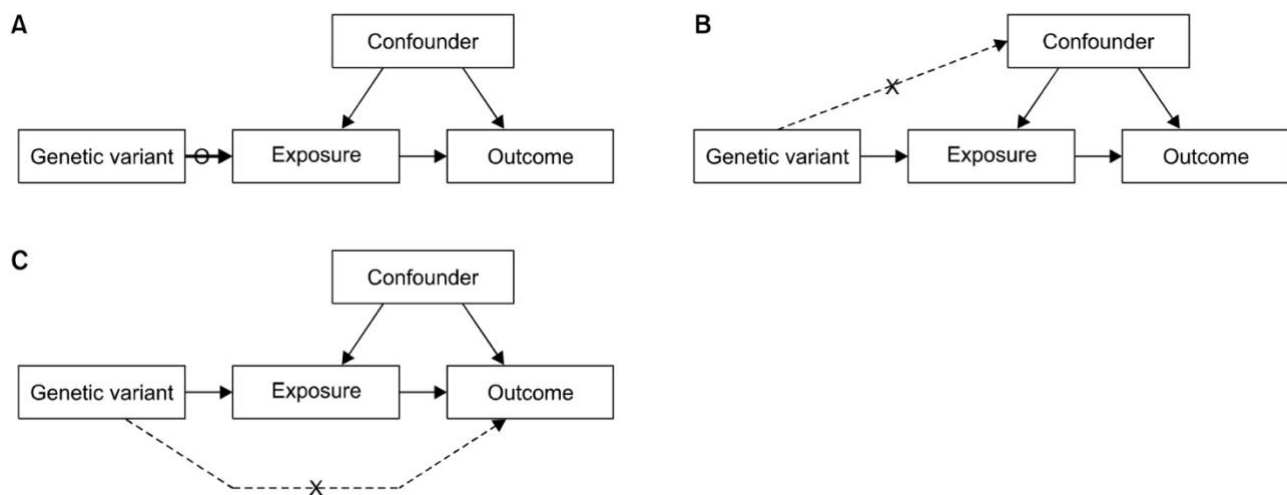 A
Confounder
Genetic variant
O
Exposure
Outcome
B
Confounder
X
Genetic variant
Exposure
Outcome
C
Confounder
Genetic variant
Exposure
Outcome
X